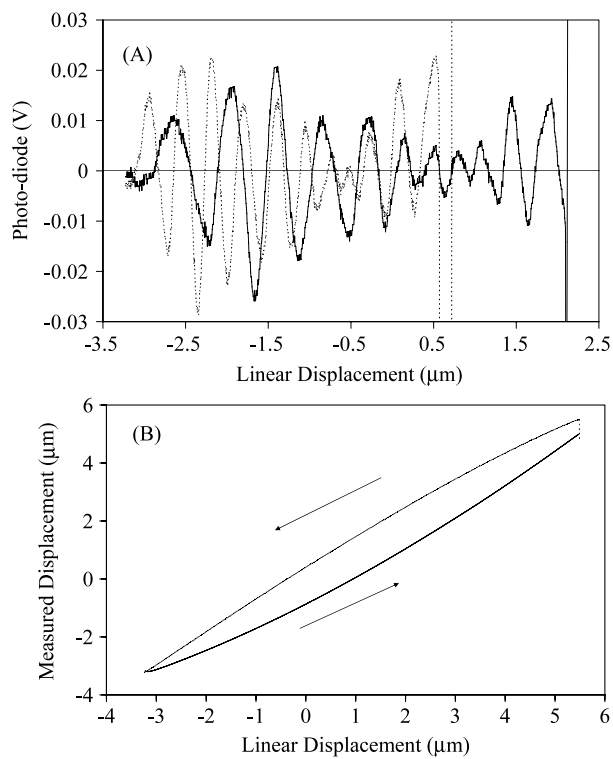 (A)
Photo-diode (V)
0.03
0.02
0.01
0
-0.01
-0.02
-0.03
-3.5 -2.5 -1.5 -0.5 0.5 1.5 2.5
Linear Displacement (μm)
(B)
Measured Displacement (μm)
6
4
2
0
-2
-4
-4 -3 -2 -1 0 1 2 3 4 5 6
Linear Displacement (μm)